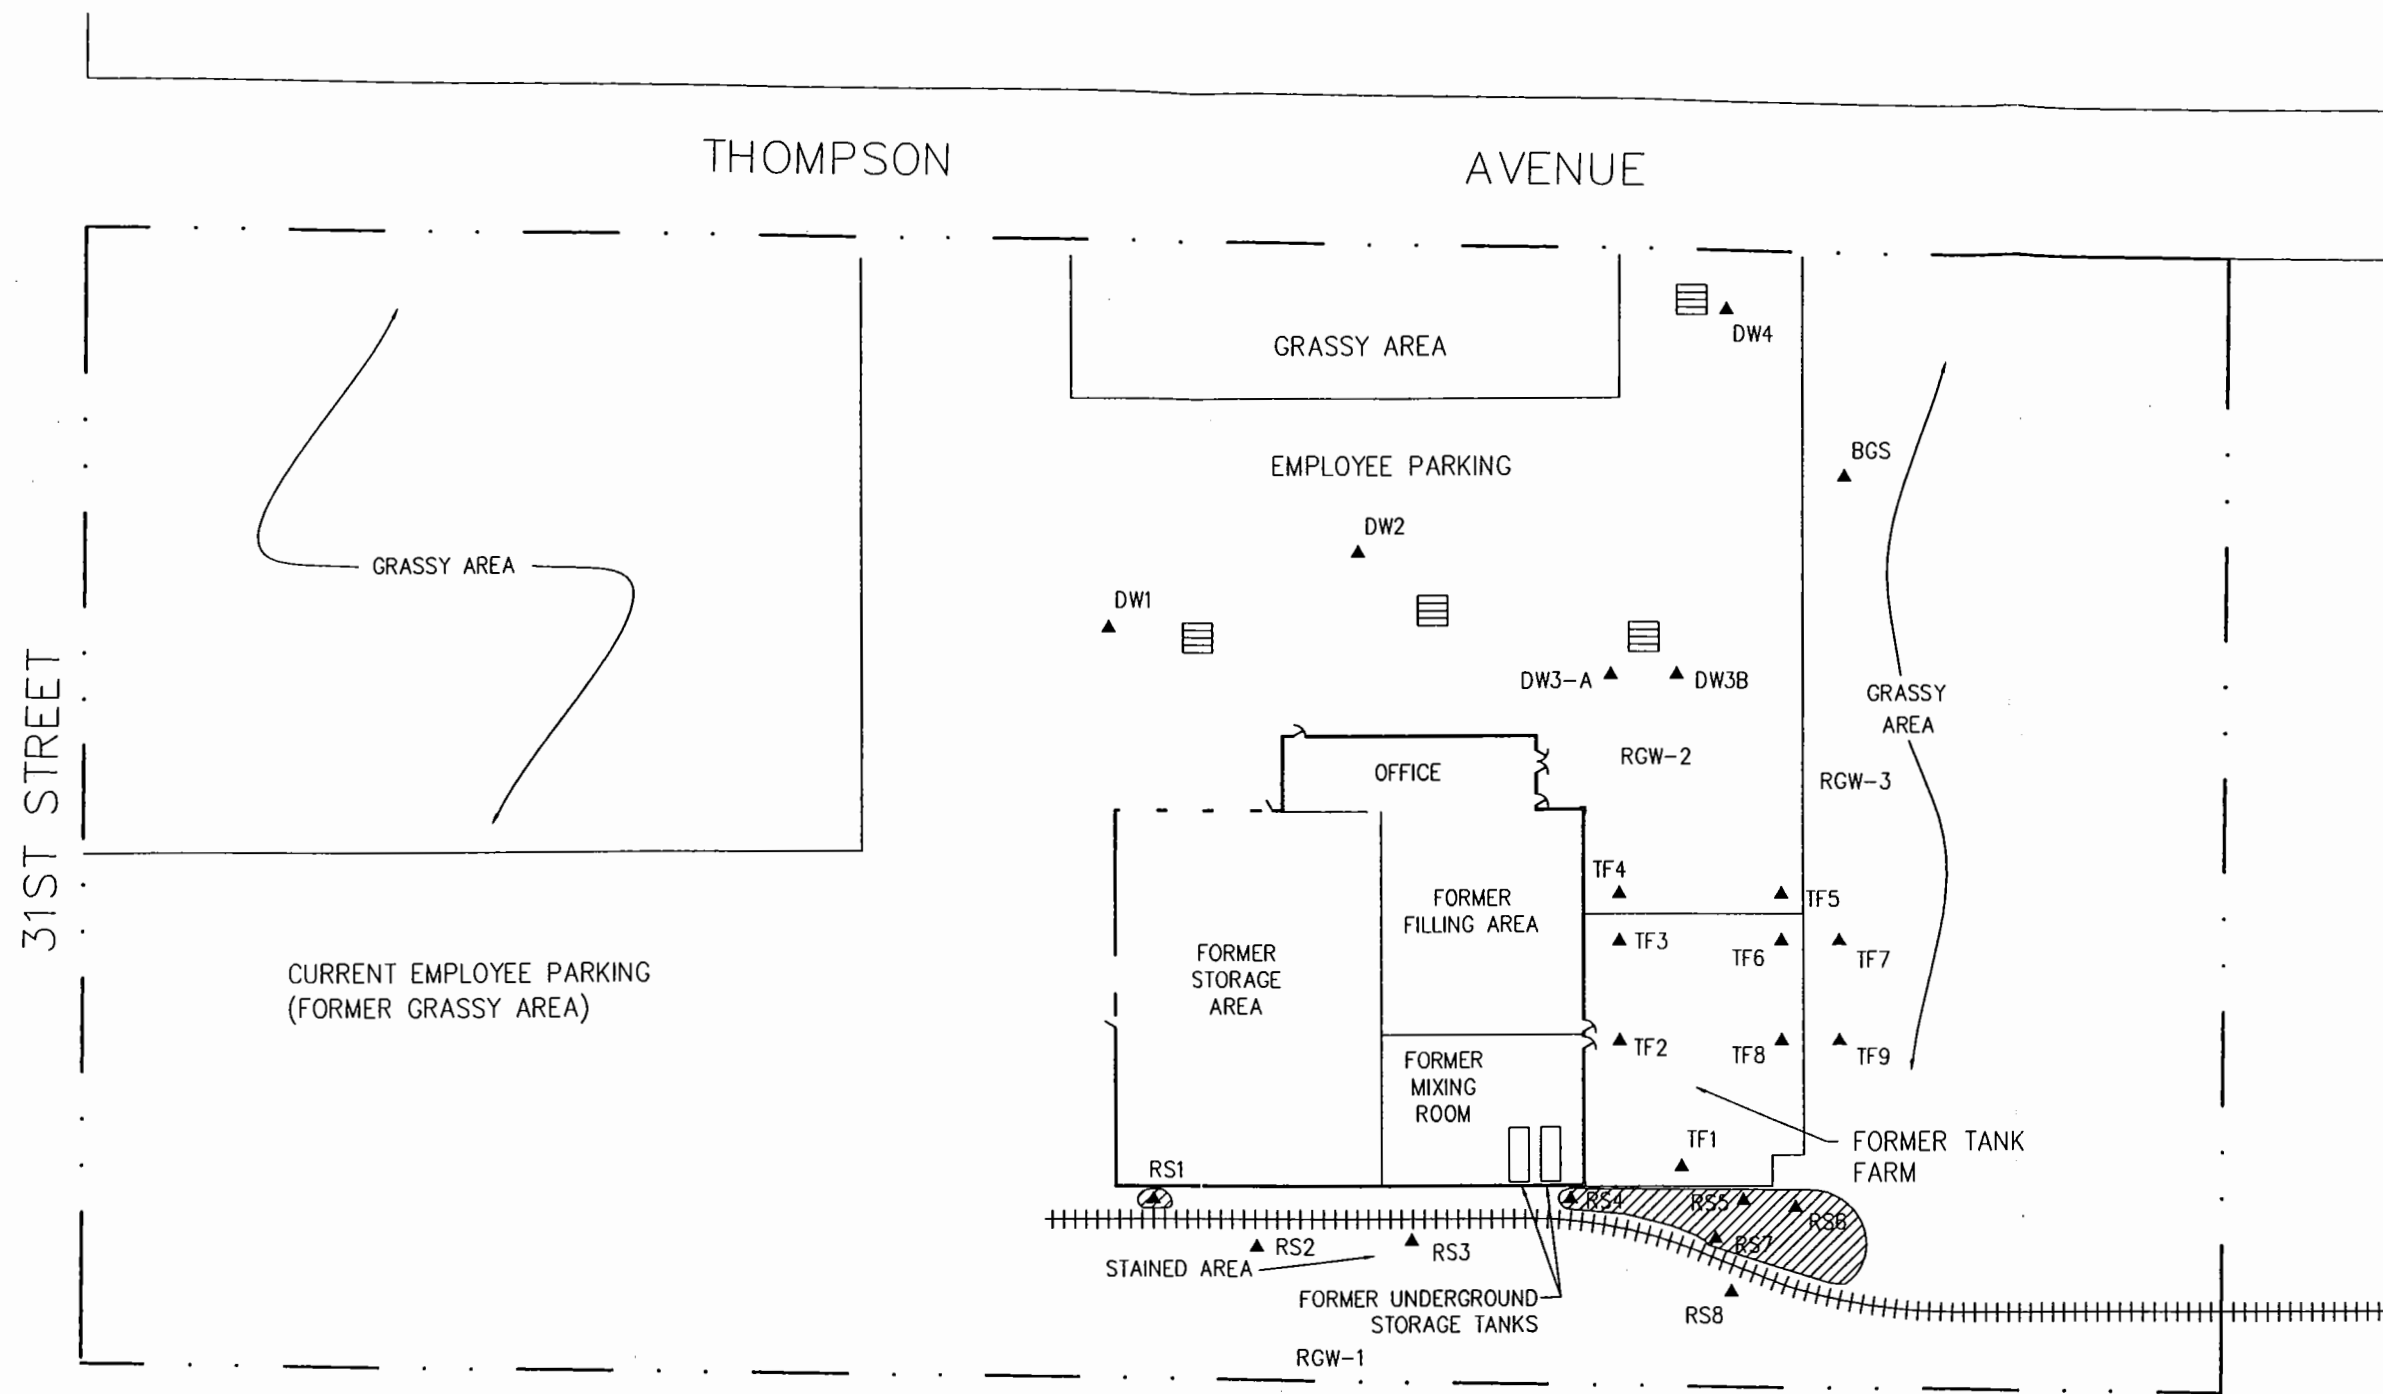 THOMPSON AVENUE
GRASSY AREA
DW4
BGS
EMPLOYEE PARKING
DW2
GRASSY AREA
DW1
DW3-A
DW3B
GRASSY
AREA
31ST STREET
RGW-2
OFFICE
RGW-3
TF4
FORMER
FILLING AREA
TF5
TF3
TF6
TF7
FORMER
STORAGE
AREA
CURRENT EMPLOYEE PARKING
(FORMER GRASSY AREA)
TF2
TF8
TF9
FORMER
MIXING
ROOM
TF1
FORMER TANK
FARM
RS1
RS4
RS5
RS6
RS7
RS2
RS3
STAINED AREA
FORMER UNDERGROUND
STORAGE TANKS
RS8
RGW-1